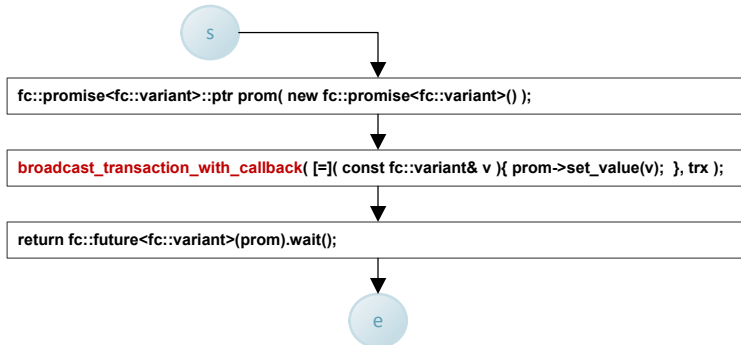 s
fc::promise<fc::variant>::ptr prom( new fc::promise<fc::variant>() );
broadcast_transaction_with_callback( [=]( const fc::variant& v ){ prom->set_value(v);  }, trx );
return fc::future<fc::variant>(prom).wait();
e